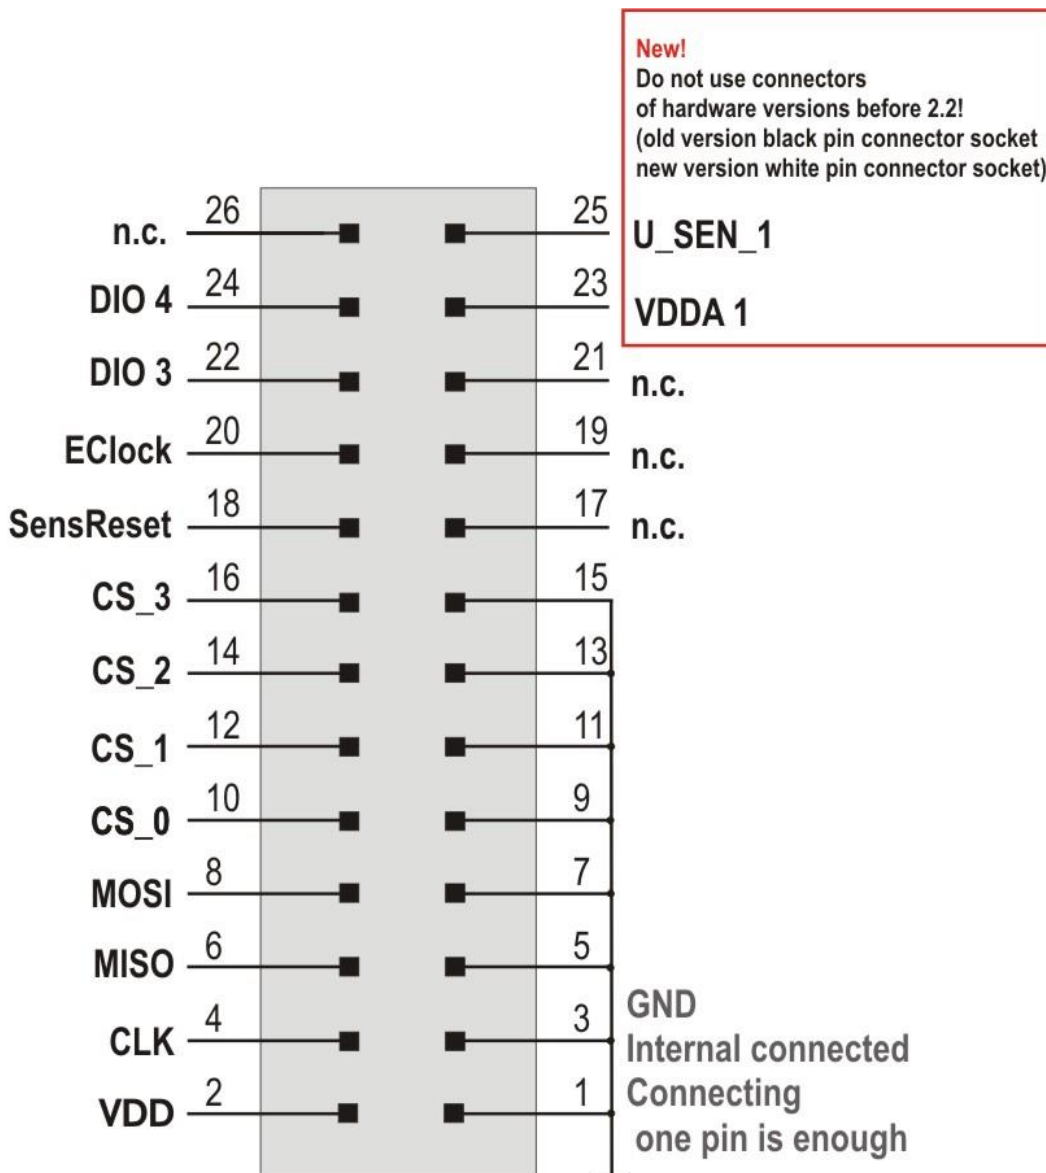 New!
Do not use connectors
of hardware versions before 2.2!
(old version black pin connector socket
new version white pin connector socket)
n.c. 26 25 U_SEN_1
DIO 4 24 23 VDDA 1
DIO 3 22 21 n.c.
EClock 20 19 n.c.
SensReset 18 17 n.c.
CS_3 16 15
CS_2 14 13
CS_1 12 11
CS_0 10 9
MOSI 8 7
MISO 6 5
CLK 4 3
VDD 2 1
GND
Internal connected
Connecting
one pin is enough